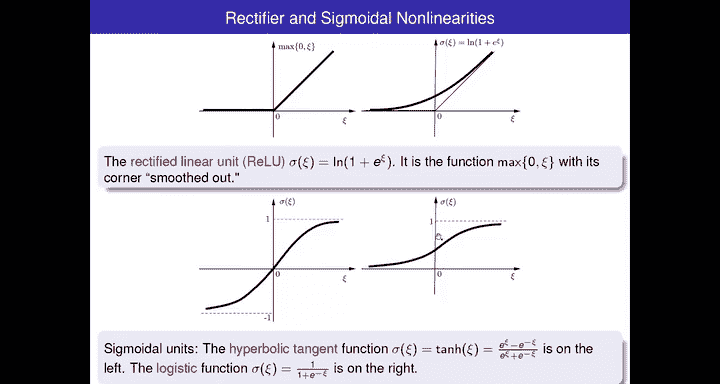 Rectifier and Sigmoidal Nonlinearities
max{0, ξ}
0
ξ
σ(ξ) = ln(1 + e^ξ)
0
ξ
The rectified linear unit (ReLU) σ(ξ) = ln(1 + e^ξ). It is the function max{0, ξ} with its
corner “smoothed out."
σ(ξ)
1
0
ξ
-1
σ(ξ)
1
0
ξ
Sigmoidal units: The hyperbolic tangent function σ(ξ) = tanh(ξ) = (e^ξ − e^−ξ)/(e^ξ + e^−ξ) is on the
left. The logistic function σ(ξ) = 1/(1 + e^−ξ) is on the right.